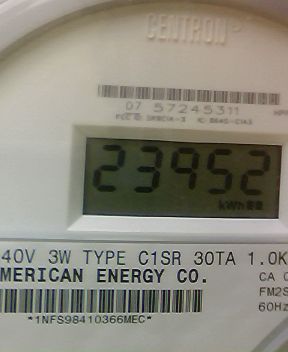 CENTRON
07 57245311
23952
kWh
40V 3W TYPE C1SR 30TA 1.0K
MERICAN ENERGY CO.
CA
FM2S
60Hz
*1NFS98410366MEC*